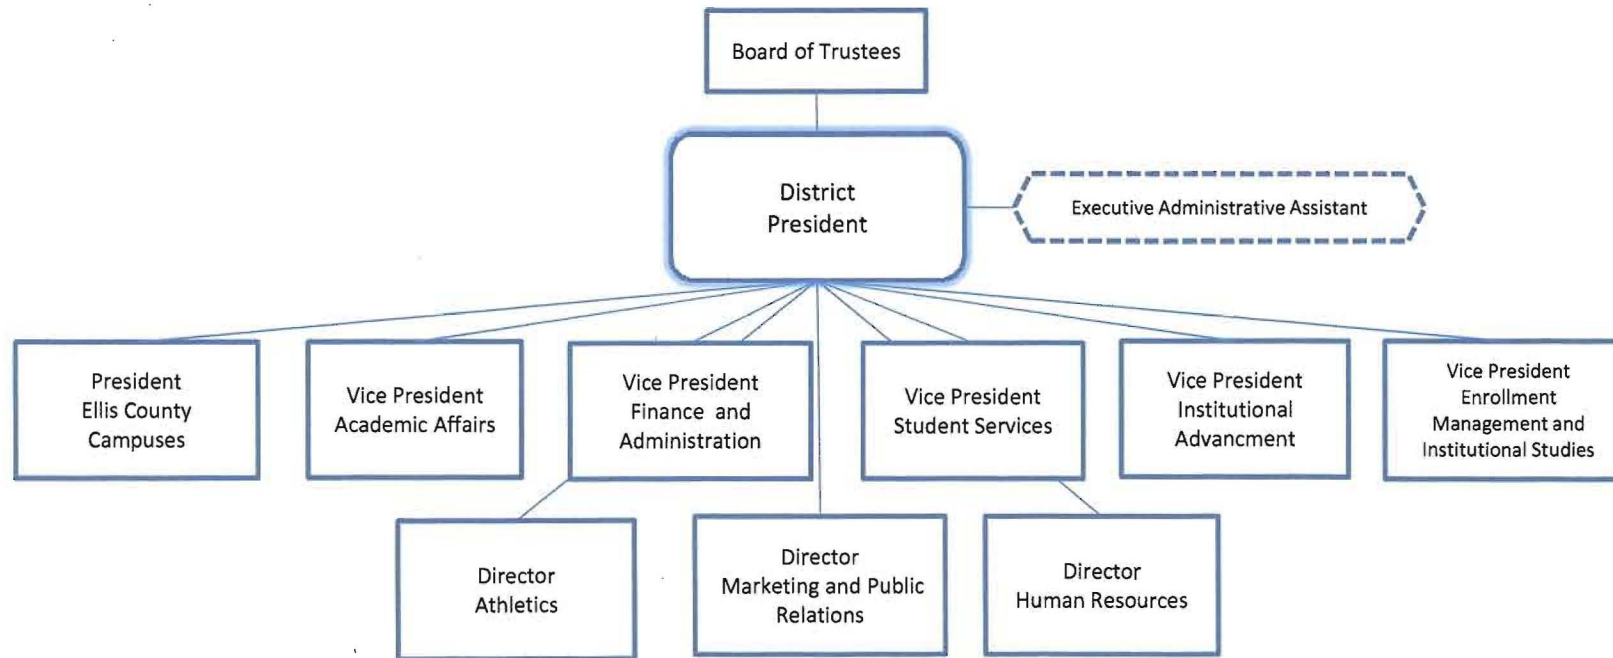 Board of Trustees
District
President
Executive Administrative Assistant
President
Ellis County
Campuses
Vice President
Academic Affairs
Vice President
Finance and
Administration
Vice President
Student Services
Vice President
Institutional
Advancment
Vice President
Enrollment
Management and
Institutional Studies
Director
Athletics
Director
Marketing and Public
Relations
Director
Human Resources